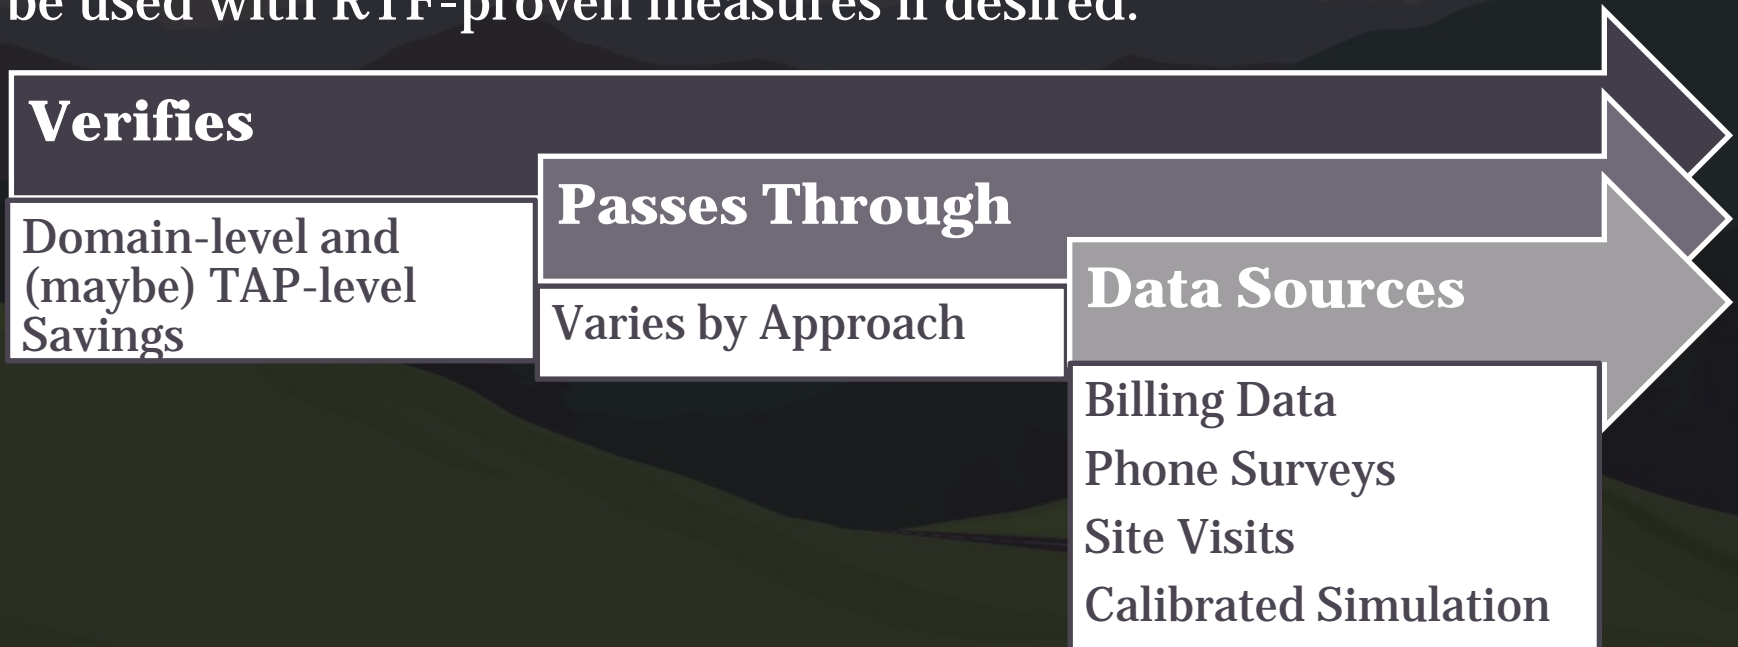 be used with RTF-proven measures if desired.
Verifies
Domain-level and
(maybe) TAP-level
Savings
Passes Through
Varies by Approach
Data Sources
Billing Data
Phone Surveys
Site Visits
Calibrated Simulation